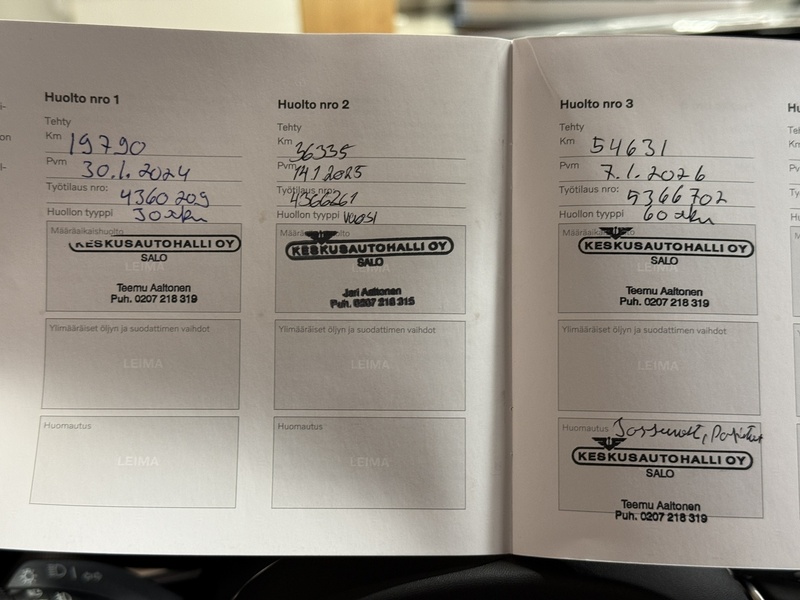 Huolto nro 1
Tehty
Km 19790
Pvm 30.1.2024
Työtilaus nro: 4360209
Huollon tyyppi 30
Määräaikaishuolto
KESKUSAUTOHALLI OY
SALO
LEIMA
Teemu Aaltonen
Puh. 0207 218 319
Ylimääräiset öljyn ja suodattimen vaihdot
LEIMA
Huomautus
LEIMA
Huolto nro 2
Tehty
Km 36335
Pvm 14.1.2025
Työtilaus nro: 4366261
Huollon tyyppi VUOSI
KESKUSAUTOHALLI OY
SALO
Jari Aaltonen
Puh. 0207 218 315
Ylimääräiset öljyn ja suodattimen vaihdot
LEIMA
Huomautus
LEIMA
Huolto nro 3
Tehty
Km 54631
Pvm 7.1.2026
Työtilaus nro: 5366702
Huollon tyyppi 60
KESKUSAUTOHALLI OY
SALO
LEIMA
Teemu Aaltonen
Puh. 0207 218 319
Ylimääräiset öljyn ja suodattimen vaihdot
LEIMA
Huomautus
KESKUSAUTOHALLI OY
SALO
Teemu Aaltonen
Puh. 0207 218 319